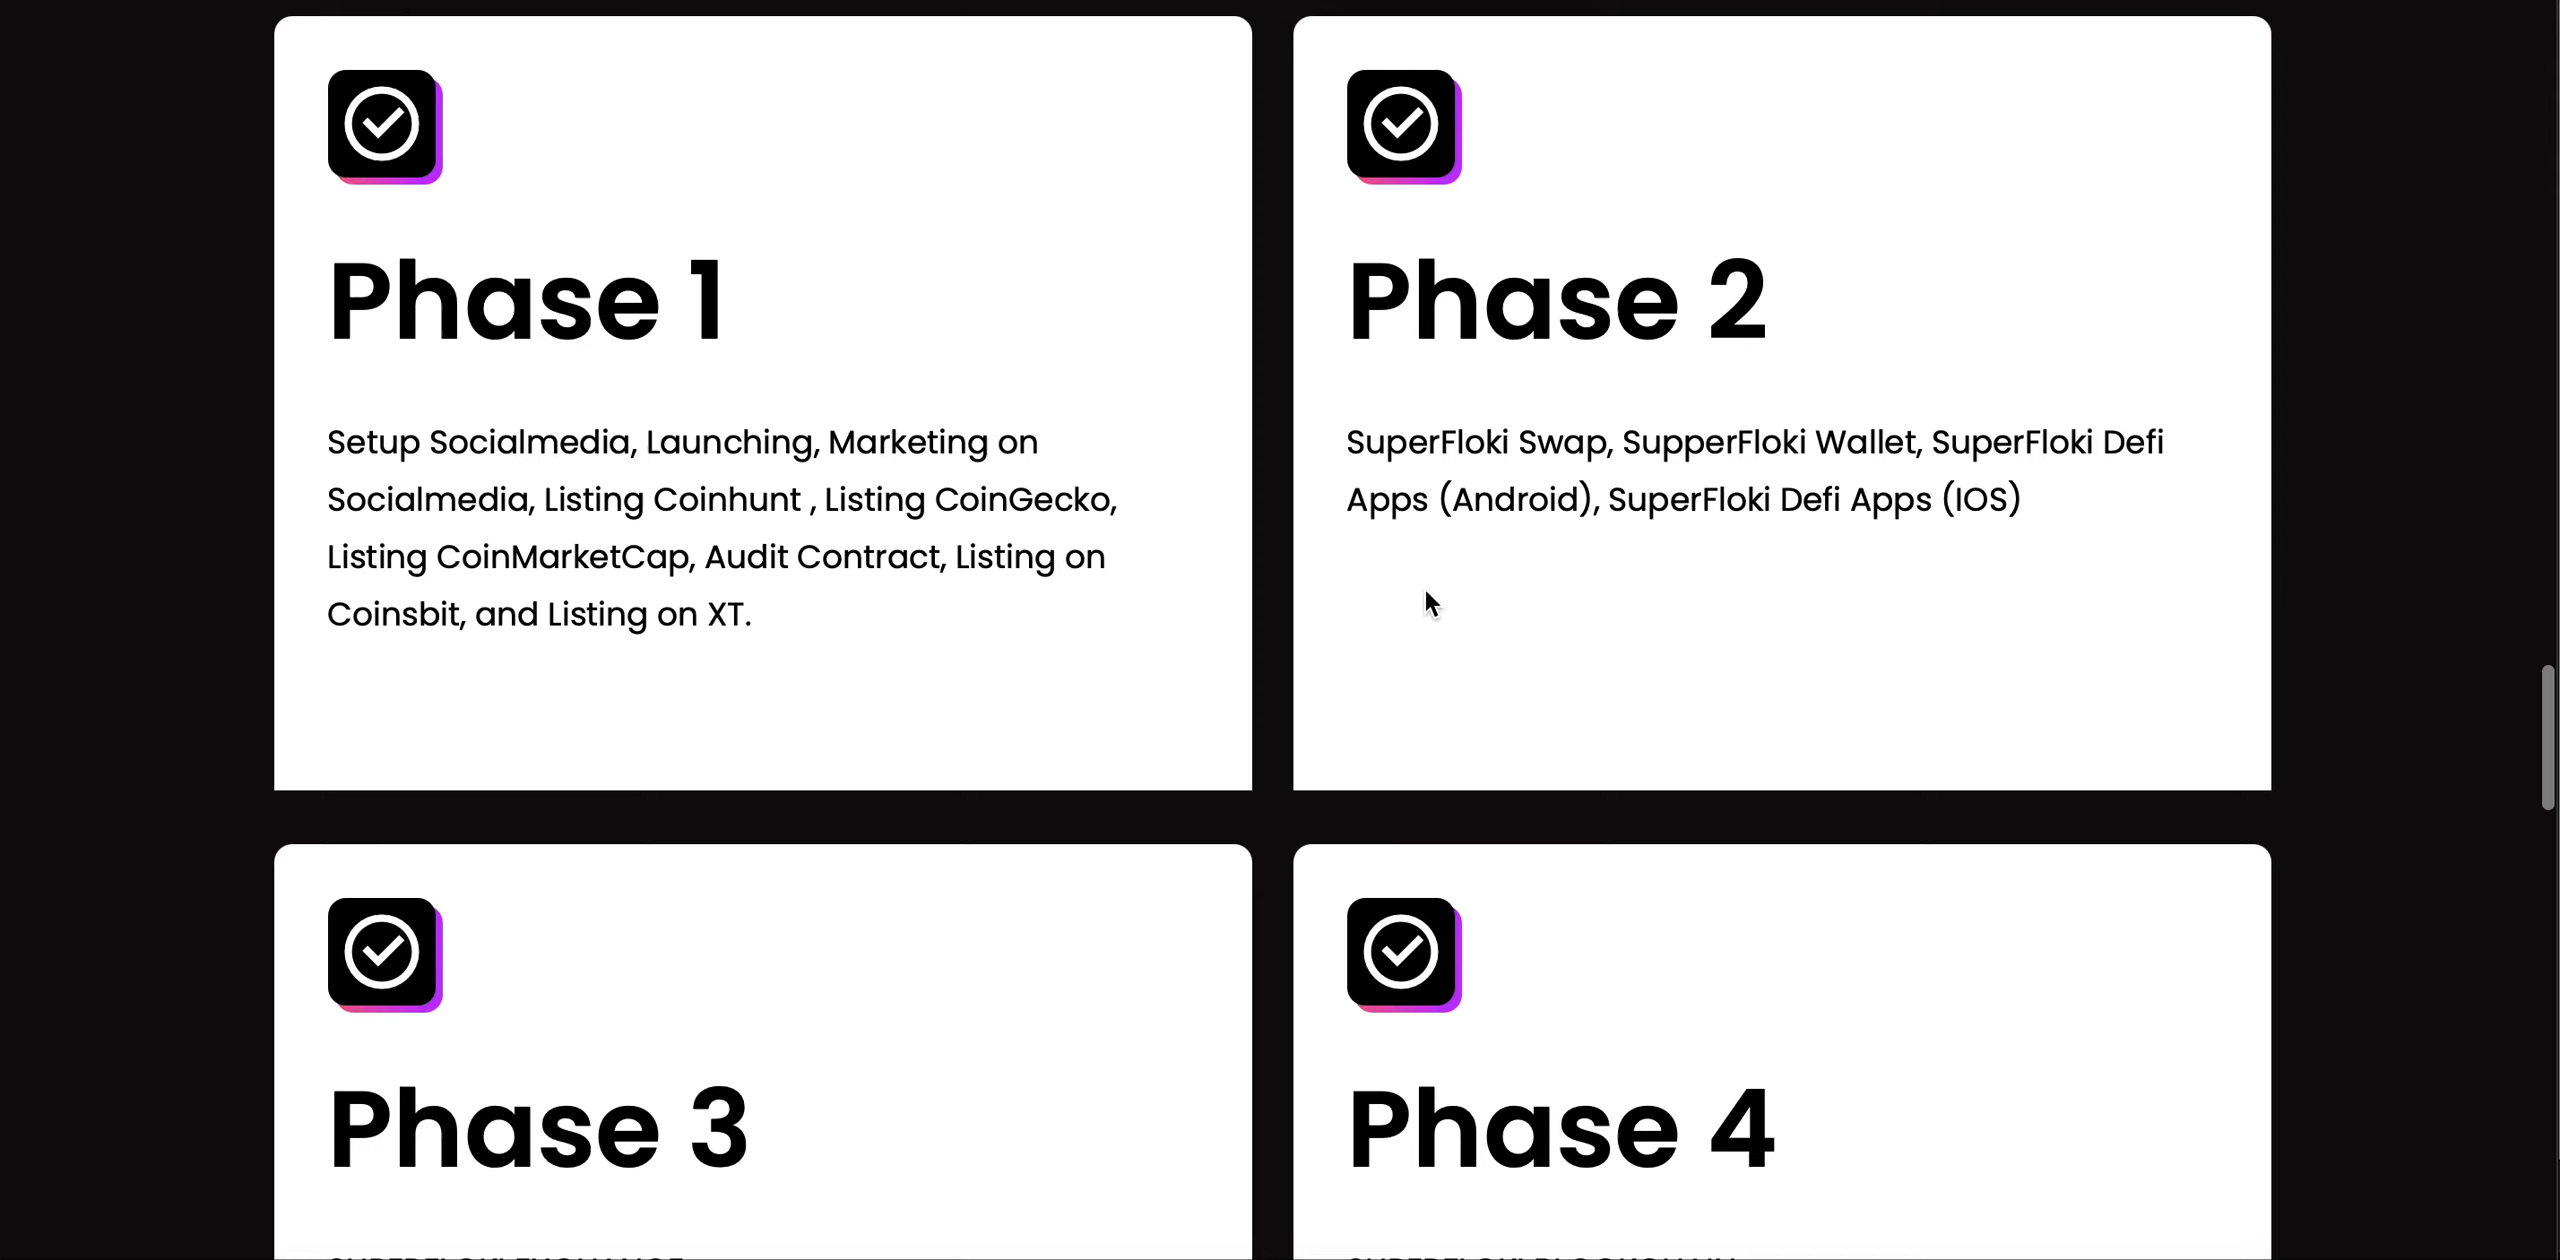 Phase 1
Setup Socialmedia, Launching, Marketing on
Socialmedia, Listing Coinhunt , Listing CoinGecko,
Listing CoinMarketCap, Audit Contract, Listing on
Coinsbit, and Listing on XT.
Phase 2
SuperFloki Swap, SupperFloki Wallet, SuperFloki Defi
Apps (Android), SuperFloki Defi Apps (IOS)
Phase 3
Phase 4